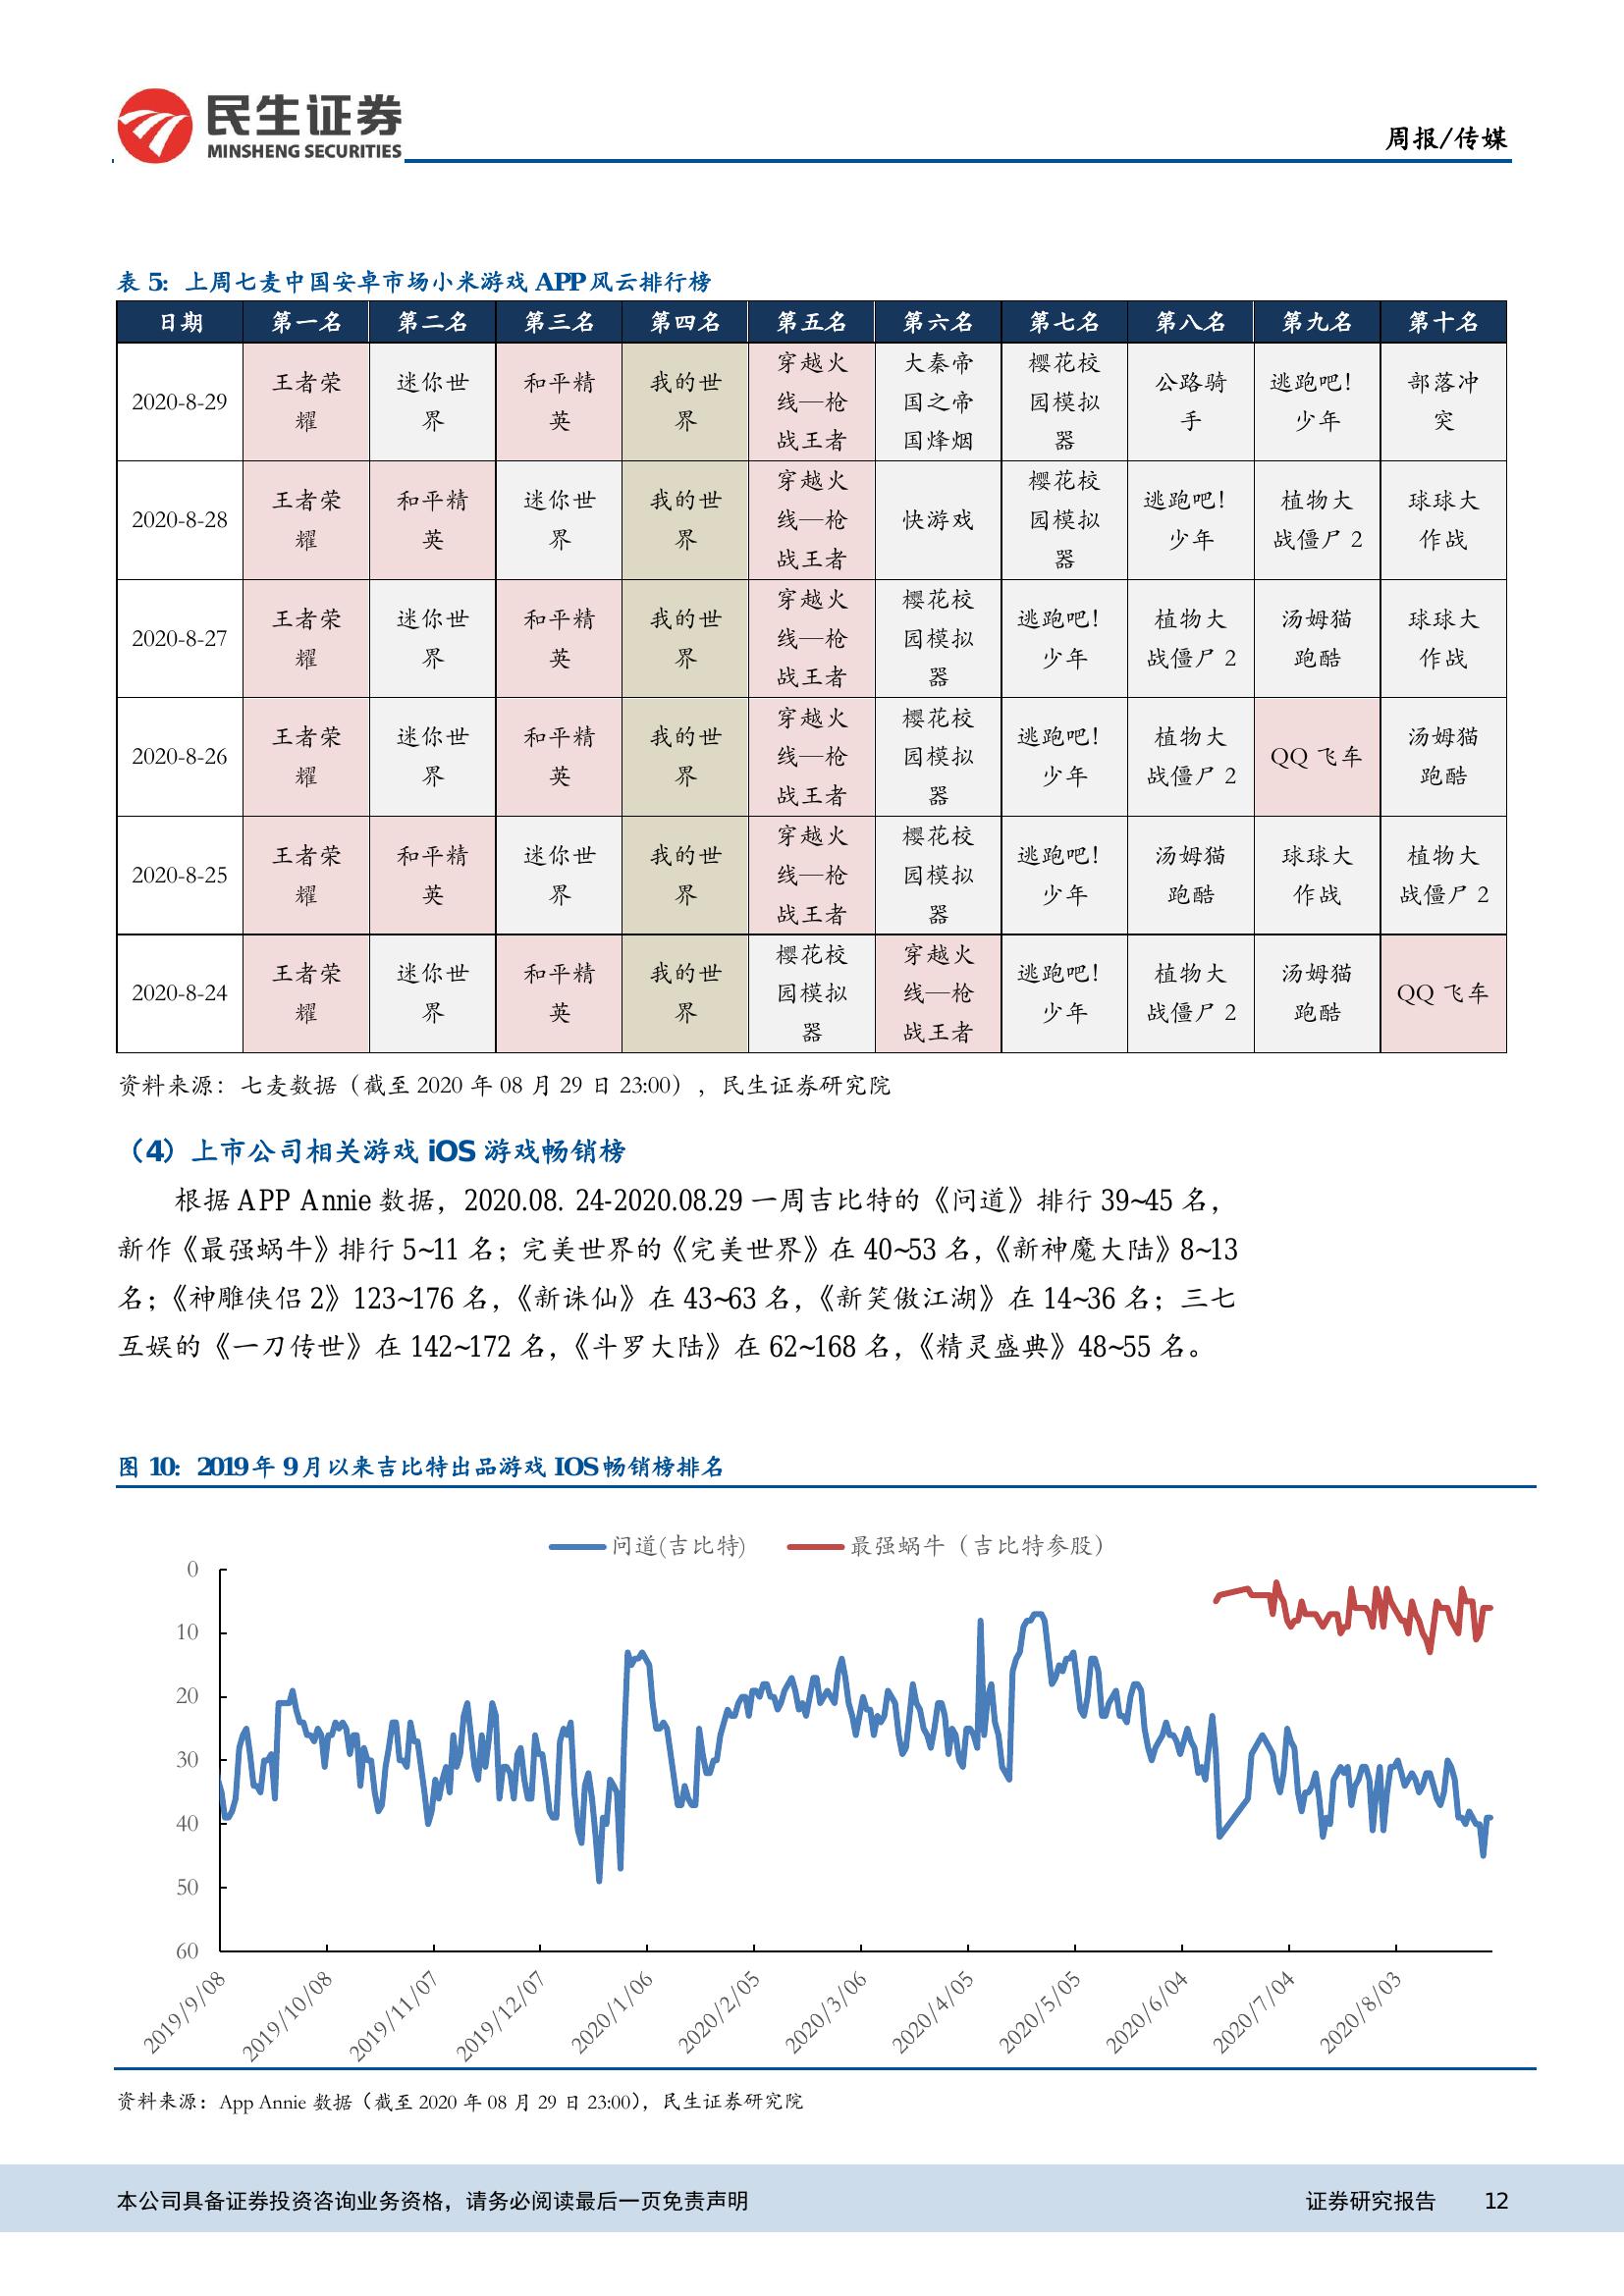 民生证券
MINSHENG SECURITIES
周报/传媒
表 5：上周七麦中国安卓市场小米游戏 APP 风云排行榜
日期 第一名 第二名 第三名 第四名 第五名 第六名 第七名 第八名 第九名 第十名
2020-8-29 王者荣耀 迷你世界 和平精英 我的世界 穿越火线—枪战王者 大秦帝国之帝国烽烟 樱花校园模拟器 公路骑手 逃跑吧！少年 部落冲突
2020-8-28 王者荣耀 和平精英 迷你世界 我的世界 穿越火线—枪战王者 快游戏 樱花校园模拟器 逃跑吧！少年 植物大战僵尸 2 球球大作战
2020-8-27 王者荣耀 迷你世界 和平精英 我的世界 穿越火线—枪战王者 樱花校园模拟器 逃跑吧！少年 植物大战僵尸 2 汤姆猫跑酷 球球大作战
2020-8-26 王者荣耀 迷你世界 和平精英 我的世界 穿越火线—枪战王者 樱花校园模拟器 逃跑吧！少年 植物大战僵尸 2 QQ 飞车 汤姆猫跑酷
2020-8-25 王者荣耀 和平精英 迷你世界 我的世界 穿越火线—枪战王者 樱花校园模拟器 逃跑吧！少年 汤姆猫跑酷 球球大作战 植物大战僵尸 2
2020-8-24 王者荣耀 迷你世界 和平精英 我的世界 樱花校园模拟器 穿越火线—枪战王者 逃跑吧！少年 植物大战僵尸 2 汤姆猫跑酷 QQ 飞车
资料来源：七麦数据（截至 2020 年 08 月 29 日 23:00），民生证券研究院
（4）上市公司相关游戏 iOS 游戏畅销榜
根据 APP Annie 数据，2020.08. 24-2020.08.29 一周吉比特的《问道》排行 39~45 名，
新作《最强蜗牛》排行 5~11 名；完美世界的《完美世界》在 40~53 名，《新神魔大陆》8~13
名；《神雕侠侣 2》123~176 名，《新诛仙》在 43~63 名，《新笑傲江湖》在 14~36 名；三七
互娱的《一刀传世》在 142~172 名，《斗罗大陆》在 62~168 名，《精灵盛典》48~55 名。
图 10：2019 年 9 月以来吉比特出品游戏 IOS 畅销榜排名
问道(吉比特) 最强蜗牛（吉比特参股）
0
10
20
30
40
50
60
2019/9/08 2019/10/08 2019/11/07 2019/12/07 2020/1/06 2020/2/05 2020/3/06 2020/4/05 2020/5/05 2020/6/04 2020/7/04 2020/8/03
资料来源：App Annie 数据（截至 2020 年 08 月 29 日 23:00），民生证券研究院
本公司具备证券投资咨询业务资格，请务必阅读最后一页免责声明 证券研究报告 12